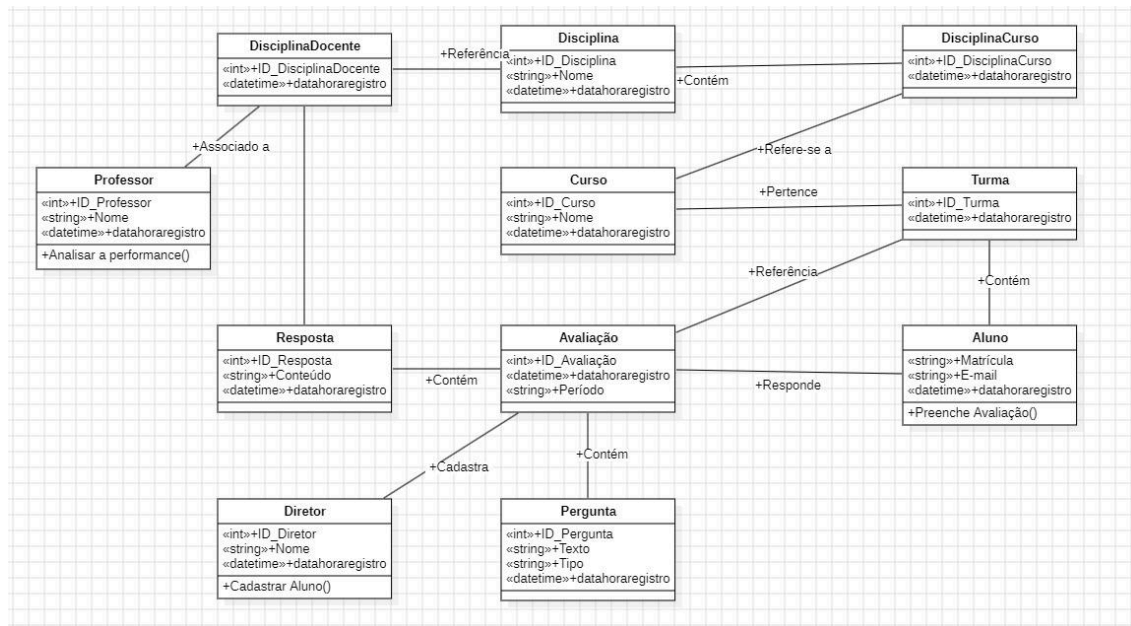 DisciplinaDocente
«int»+ID_DisciplinaDocente
«datetime»+datahoraregistro
+Referência
Disciplina
«int»+ID_Disciplina
«string»+Nome
«datetime»+datahoraregistro
+Contém
DisciplinaCurso
«int»+ID_DisciplinaCurso
«datetime»+datahoraregistro
+Associado a
+Refere-se a
Professor
«int»+ID_Professor
«string»+Nome
«datetime»+datahoraregistro
+Analisar a performance()
Curso
«int»+ID_Curso
«string»+Nome
«datetime»+datahoraregistro
+Pertence
Turma
«int»+ID_Turma
«datetime»+datahoraregistro
+Referência
+Contém
Resposta
«int»+ID_Resposta
«string»+Conteúdo
«datetime»+datahoraregistro
+Contém
Avaliação
«int»+ID_Avaliação
«datetime»+datahoraregistro
«string»+Período
+Responde
Aluno
«string»+Matrícula
«string»+E-mail
«datetime»+datahoraregistro
+Preenche Avaliação()
+Cadastra
+Contém
Diretor
«int»+ID_Diretor
«string»+Nome
«datetime»+datahoraregistro
+Cadastrar Aluno()
Pergunta
«int»+ID_Pergunta
«string»+Texto
«string»+Tipo
«datetime»+datahoraregistro